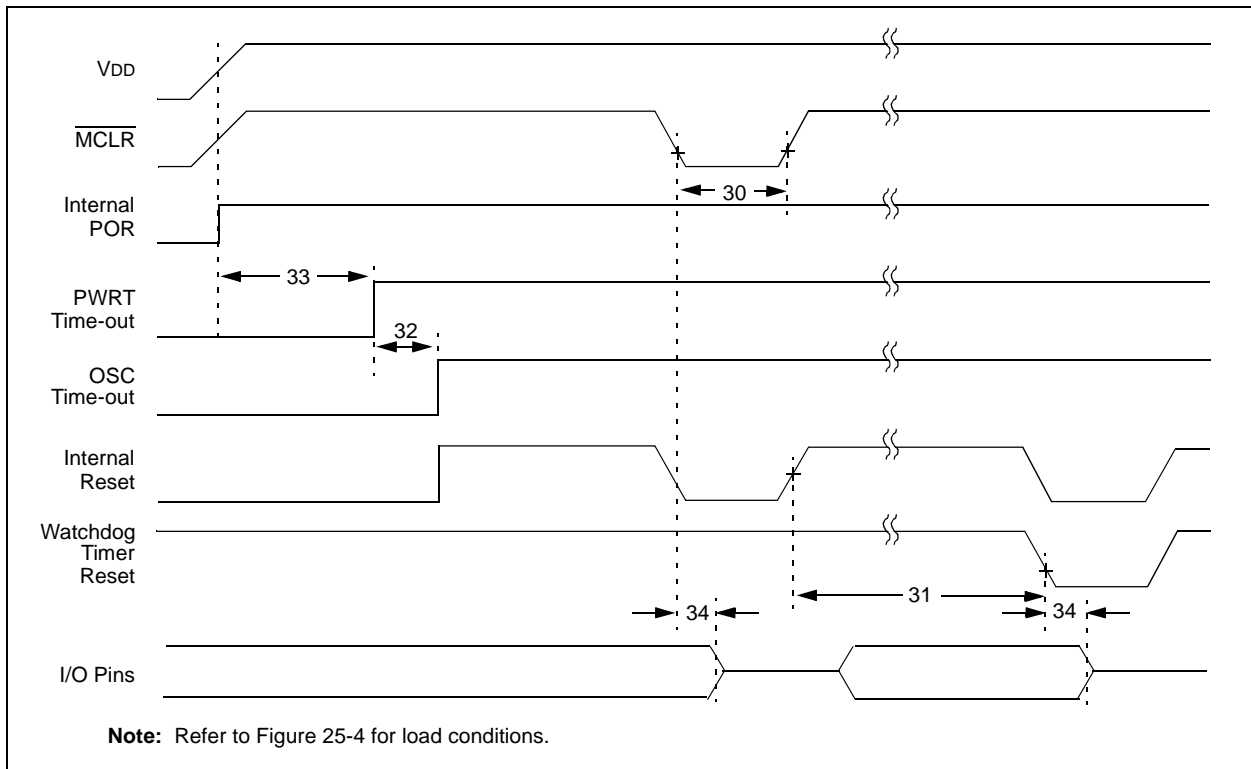 VDD
MCLR
30
Internal
POR
33
PWRT
Time-out
32
OSC
Time-out
Internal
Reset
Watchdog
Timer
Reset
31
34
34
I/O Pins
Note: Refer to Figure 25-4 for load conditions.